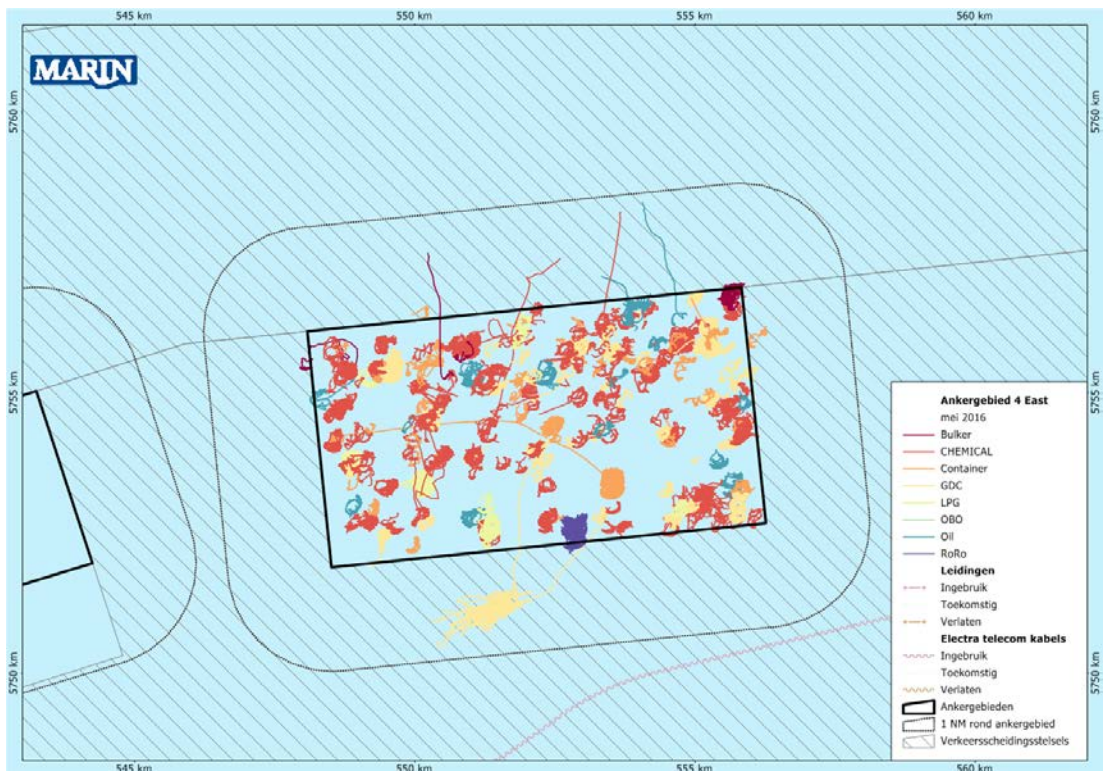 545 km
550 km
555 km
560 km
MARIN
5760 km
5760 km
5755 km
5755 km
5750 km
5750 km
Ankergebied 4 East
mei 2016
Bulker
CHEMICAL
Container
GDC
LPG
OBO
Oil
RoRo
Leidingen
Ingebruik
Toekomstig
Verlaten
Electra telecom kabels
Ingebruik
Toekomstig
Verlaten
Ankergebieden
1 NM rond ankergebied
Verkeersscheidingsstelsels
545 km
550 km
555 km
560 km